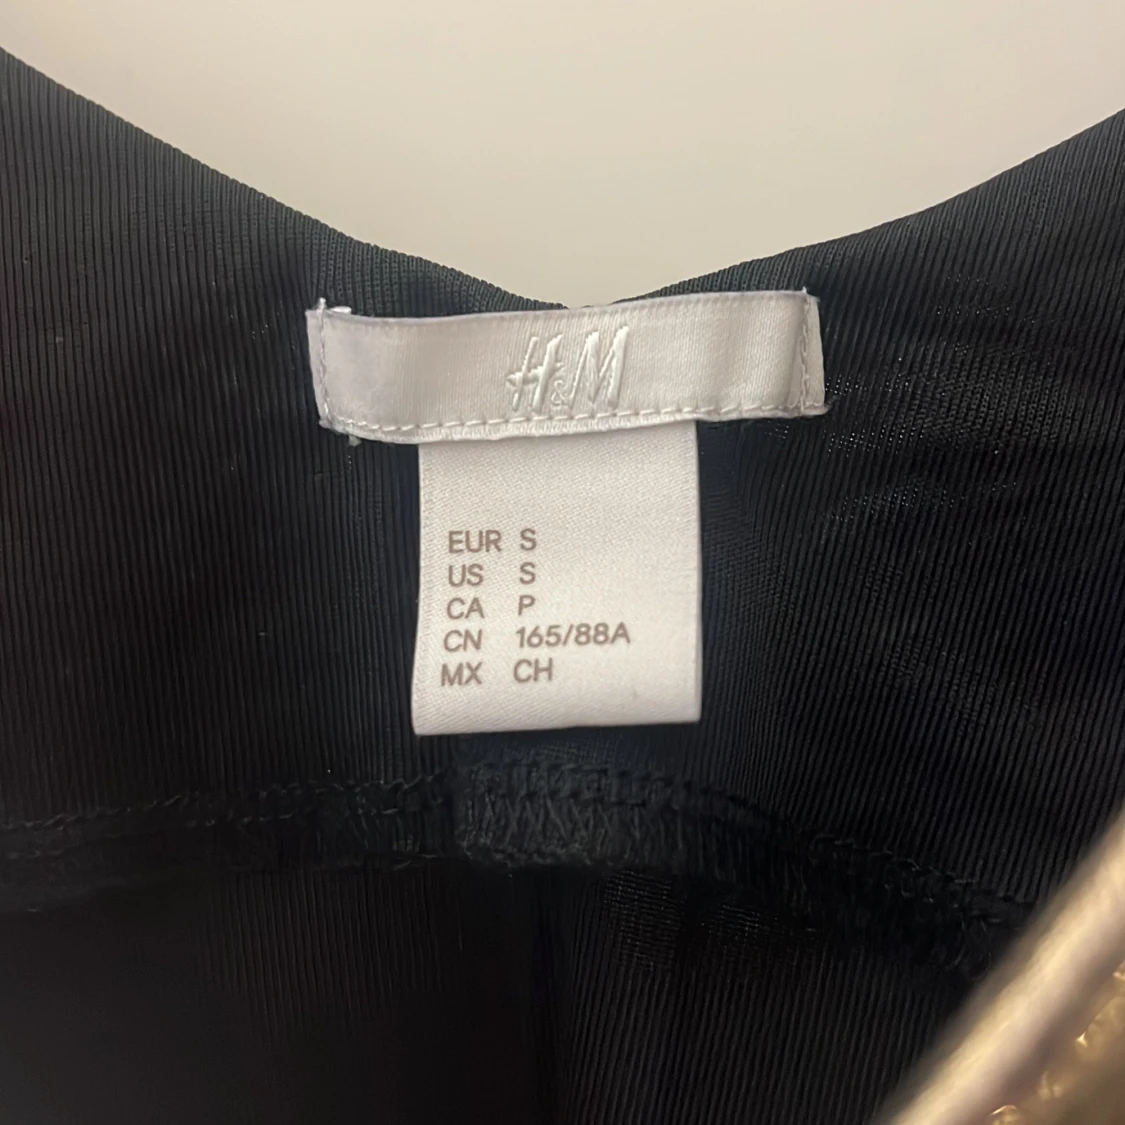 H&M
EUR S
US S
CA P
CN 165/88A
MX CH